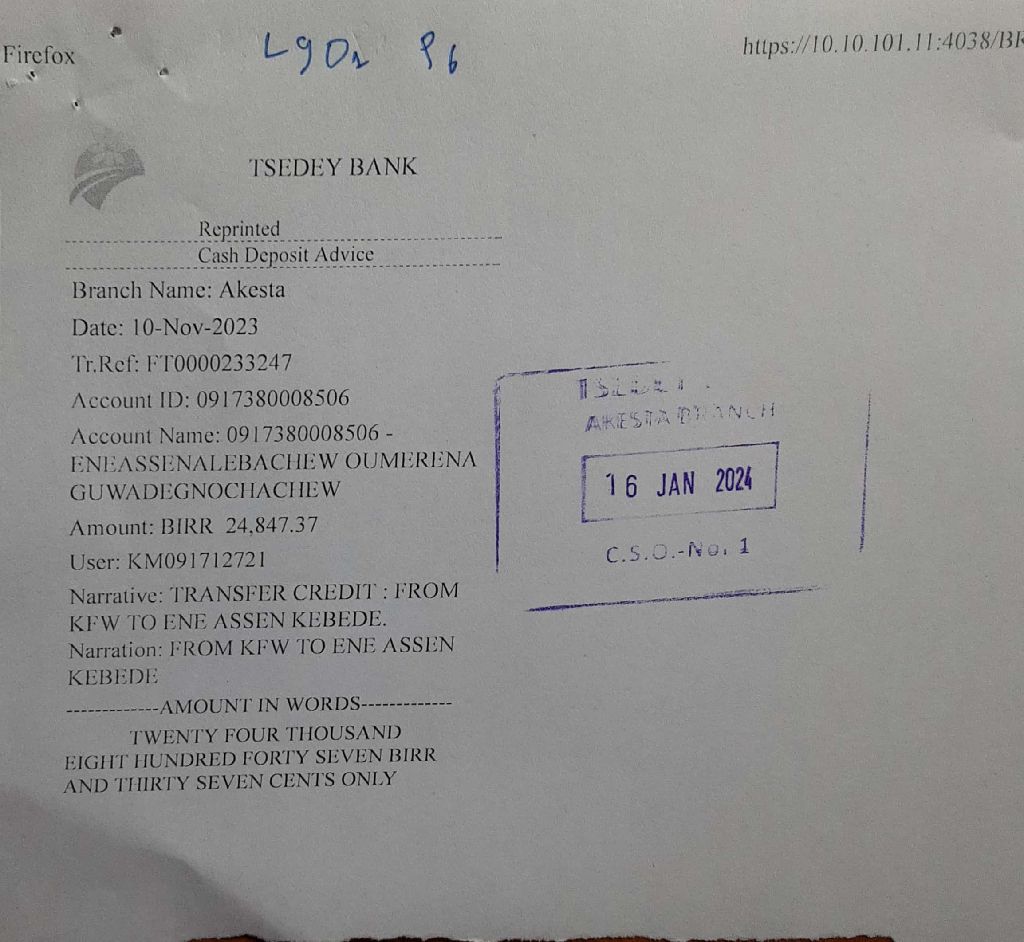 Firefox
https://10.10.101.11:4038/BR
TSEDEY BANK
Reprinted
Cash Deposit Advice
Branch Name: Akesta
Date: 10-Nov-2023
Tr.Ref: FT0000233247
Account ID: 0917380008506
Account Name: 0917380008506 -
ENEASSENALEBACHEW OUMERENA
GUWADEGNOCHACHEW
Amount: BIRR 24,847.37
User: KM091712721
Narrative: TRANSFER CREDIT : FROM
KFW TO ENE ASSEN KEBEDE.
Narration: FROM KFW TO ENE ASSEN
KEBEDE
-------------AMOUNT IN WORDS-------------
TWENTY FOUR THOUSAND
EIGHT HUNDRED FORTY SEVEN BIRR
AND THIRTY SEVEN CENTS ONLY
TSEDEY
AKESTA BRANCH
16 JAN 2024
C.S.O.-No. 1